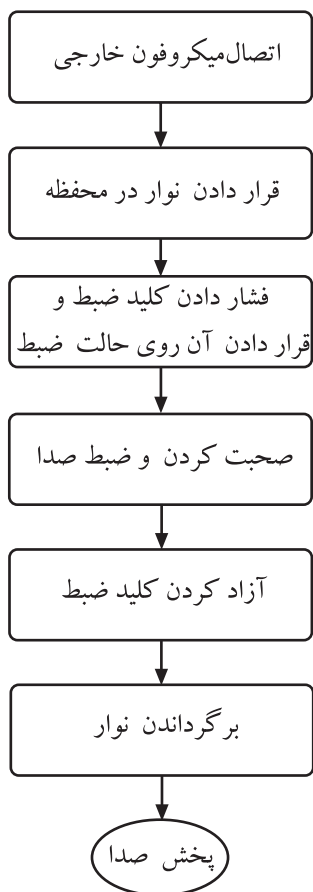 اتصال میکروفون خارجی
قرار دادن نوار در محفظه
فشار دادن کلید ضبط و
قرار دادن آن روی حالت ضبط
صحبت کردن و ضبط صدا
آزاد کردن کلید ضبط
برگرداندن نوار
پخش صدا